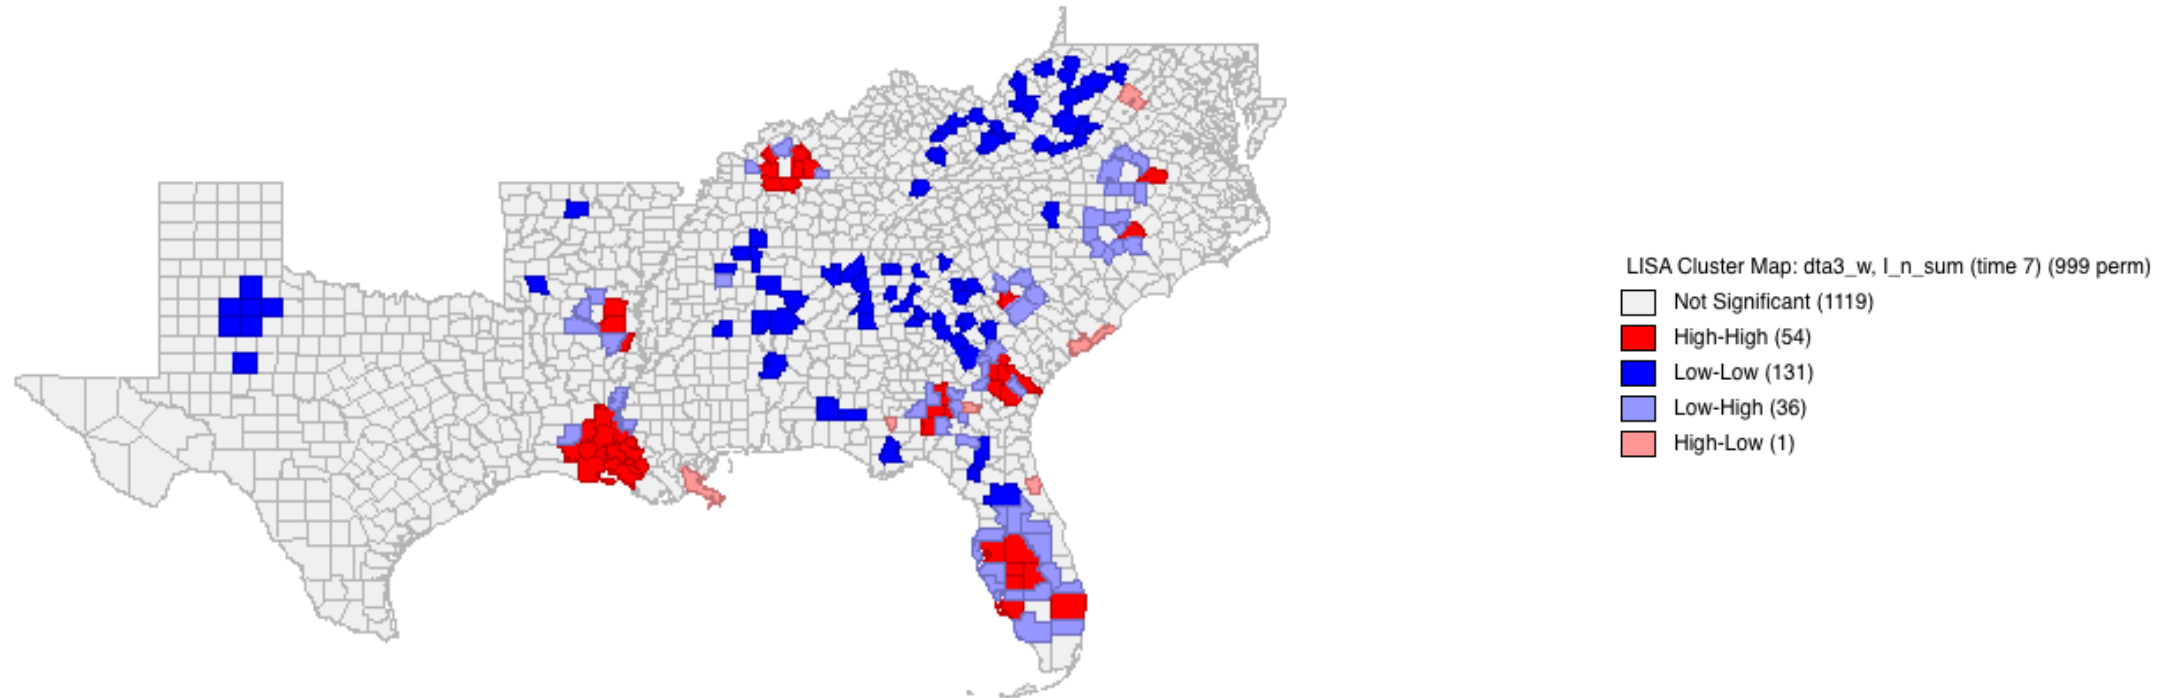 LISA Cluster Map: dta3_w, I_n_sum (time 7) (999 perm)
Not Significant (1119)
High-High (54)
Low-Low (131)
Low-High (36)
High-Low (1)